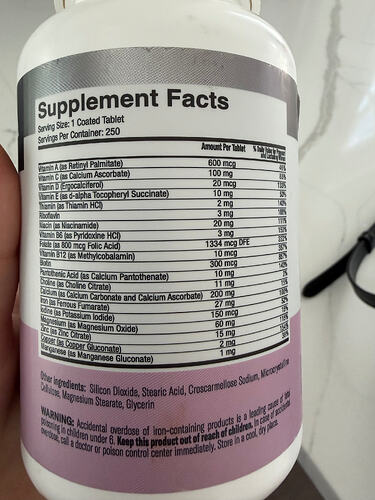 Supplement Facts
Serving Size: 1 Coated Tablet
Servings Per Container: 250
Amount Per Tablet % Daily Value for Pregnant and Lactating Women
Vitamin A (as Retinyl Palmitate) 600 mcg
Vitamin C (as Calcium Ascorbate) 100 mg
Vitamin D (Ergocalciferol) 20 mcg
Vitamin E (as d-alpha Tocopheryl Succinate) 10 mg
Thiamin (as Thiamin HCl) 2 mg
Riboflavin 3 mg
Niacin (as Niacinamide) 20 mg
Vitamin B6 (as Pyridoxine HCl) 3 mg
Folate (as 800 mcg Folic Acid) 1334 mcg DFE
Vitamin B12 (as Methylcobalamin) 10 mcg
Biotin 300 mcg
Pantothenic Acid (as Calcium Pantothenate) 10 mg
Choline (as Choline Citrate) 11 mg
Calcium (as Calcium Carbonate and Calcium Ascorbate) 200 mg
Iron (as Ferrous Fumarate) 27 mg
Iodine (as Potassium Iodide) 150 mcg
Magnesium (as Magnesium Oxide) 60 mg
Zinc (as Zinc Citrate) 15 mg
Copper (as Copper Gluconate) 2 mg
Manganese (as Manganese Gluconate) 1 mg
Other Ingredients: Silicon Dioxide, Stearic Acid, Croscarmellose Sodium, Microcrystalline
Cellulose, Magnesium Stearate, Glycerin
WARNING: Accidental overdose of iron-containing products is a leading cause of fatal
poisoning in children under 6. Keep this product out of reach of children. In case of accidental
overdose, call a doctor or poison control center immediately. Store in a cool, dry place.